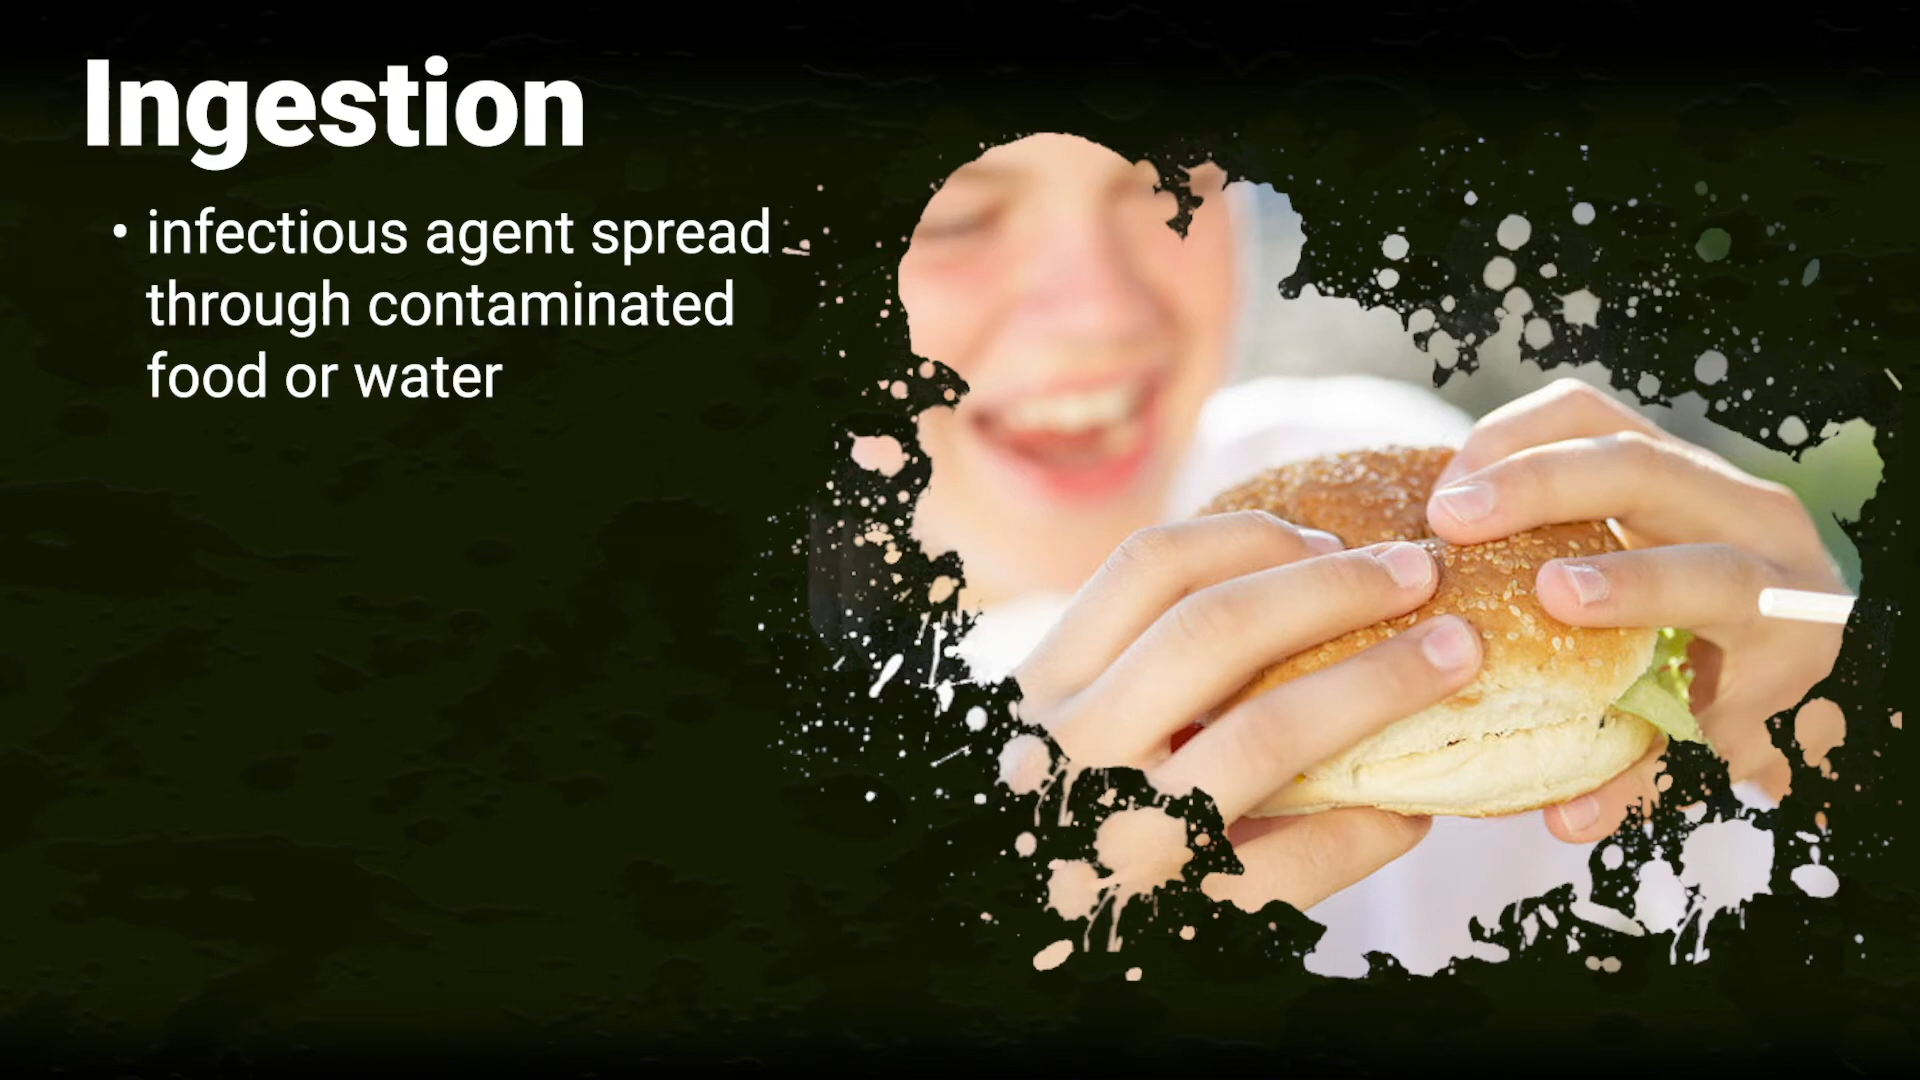 Ingestion
• infectious agent spread
through contaminated
food or water